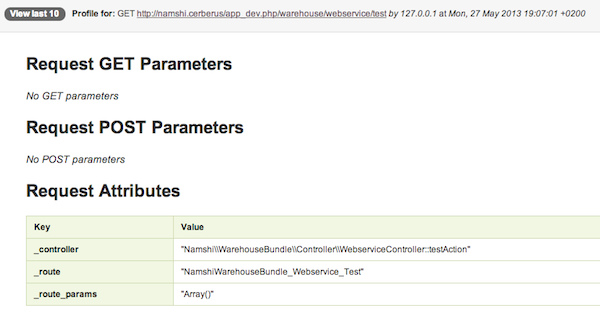 View last 10 Profile for: GET http://namshi.cerberus/app_dev.php/warehouse/webservice/test by 127.0.0.1 at Mon, 27 May 2013 19:07:01 +0200
Request GET Parameters
No GET parameters
Request POST Parameters
No POST parameters
Request Attributes
Key Value
_controller "Namshi\\WarehouseBundle\\Controller\\WebserviceController::testAction"
_route "NamshiWarehouseBundle_Webservice_Test"
_route_params "Array()"